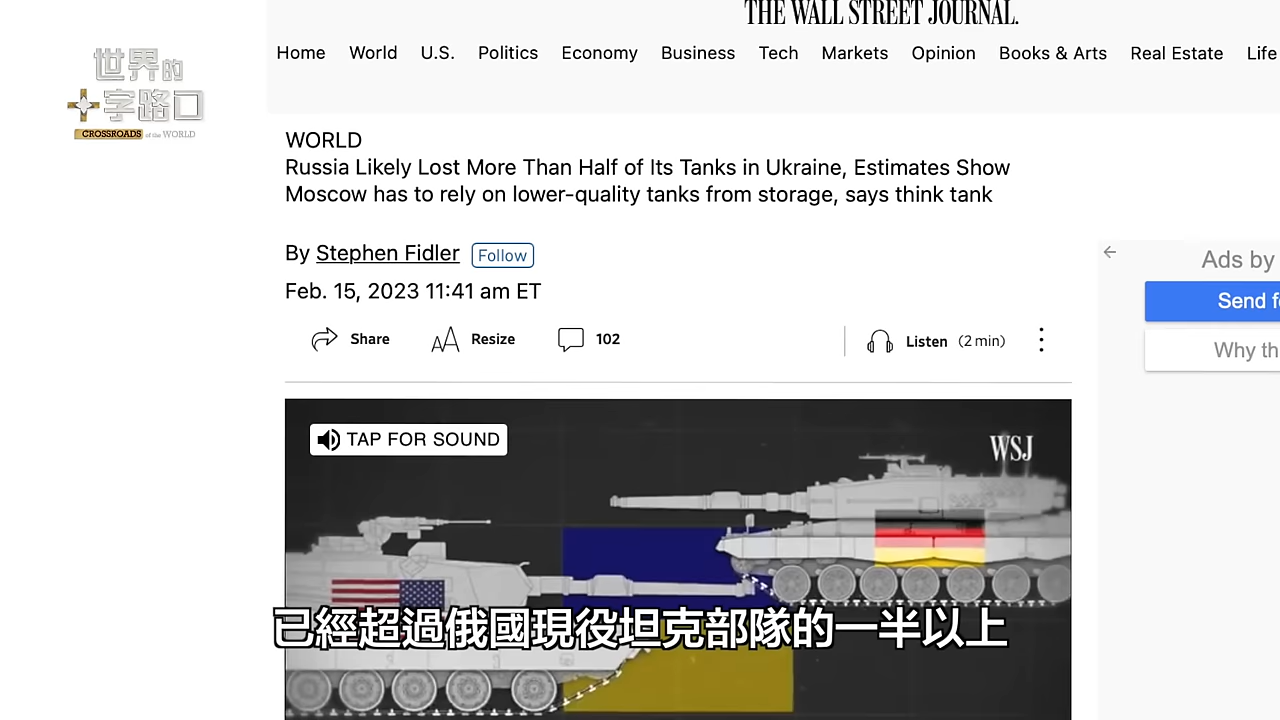 THE WALL STREET JOURNAL.
Home World U.S. Politics Economy Business Tech Markets Opinion Books & Arts Real Estate Life
世界的
十字路口
CROSSROADS of the WORLD
WORLD
Russia Likely Lost More Than Half of Its Tanks in Ukraine, Estimates Show
Moscow has to rely on lower-quality tanks from storage, says think tank
By Stephen Fidler Follow
Feb. 15, 2023 11:41 am ET
Share Resize 102 Listen (2 min)
Ads by
Send f
Why th
TAP FOR SOUND
WSJ
已經超過俄國現役坦克部隊的一半以上